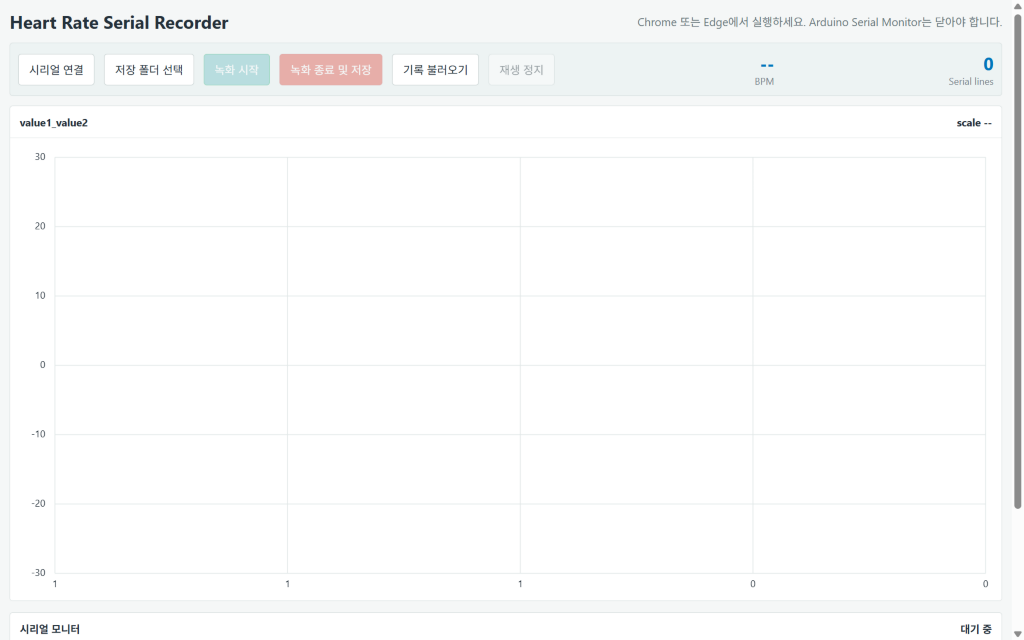 Heart Rate Serial Recorder
Chrome 또는 Edge에서 실행하세요. Arduino Serial Monitor는 닫아야 합니다.
시리얼 연결
저장 폴더 선택
녹화 시작
녹화 종료 및 저장
기록 불러오기
재생 정지
--
BPM
0
Serial lines
value1_value2
scale --
30
20
10
0
-10
-20
-30
1
1
1
0
0
시리얼 모니터
대기 중